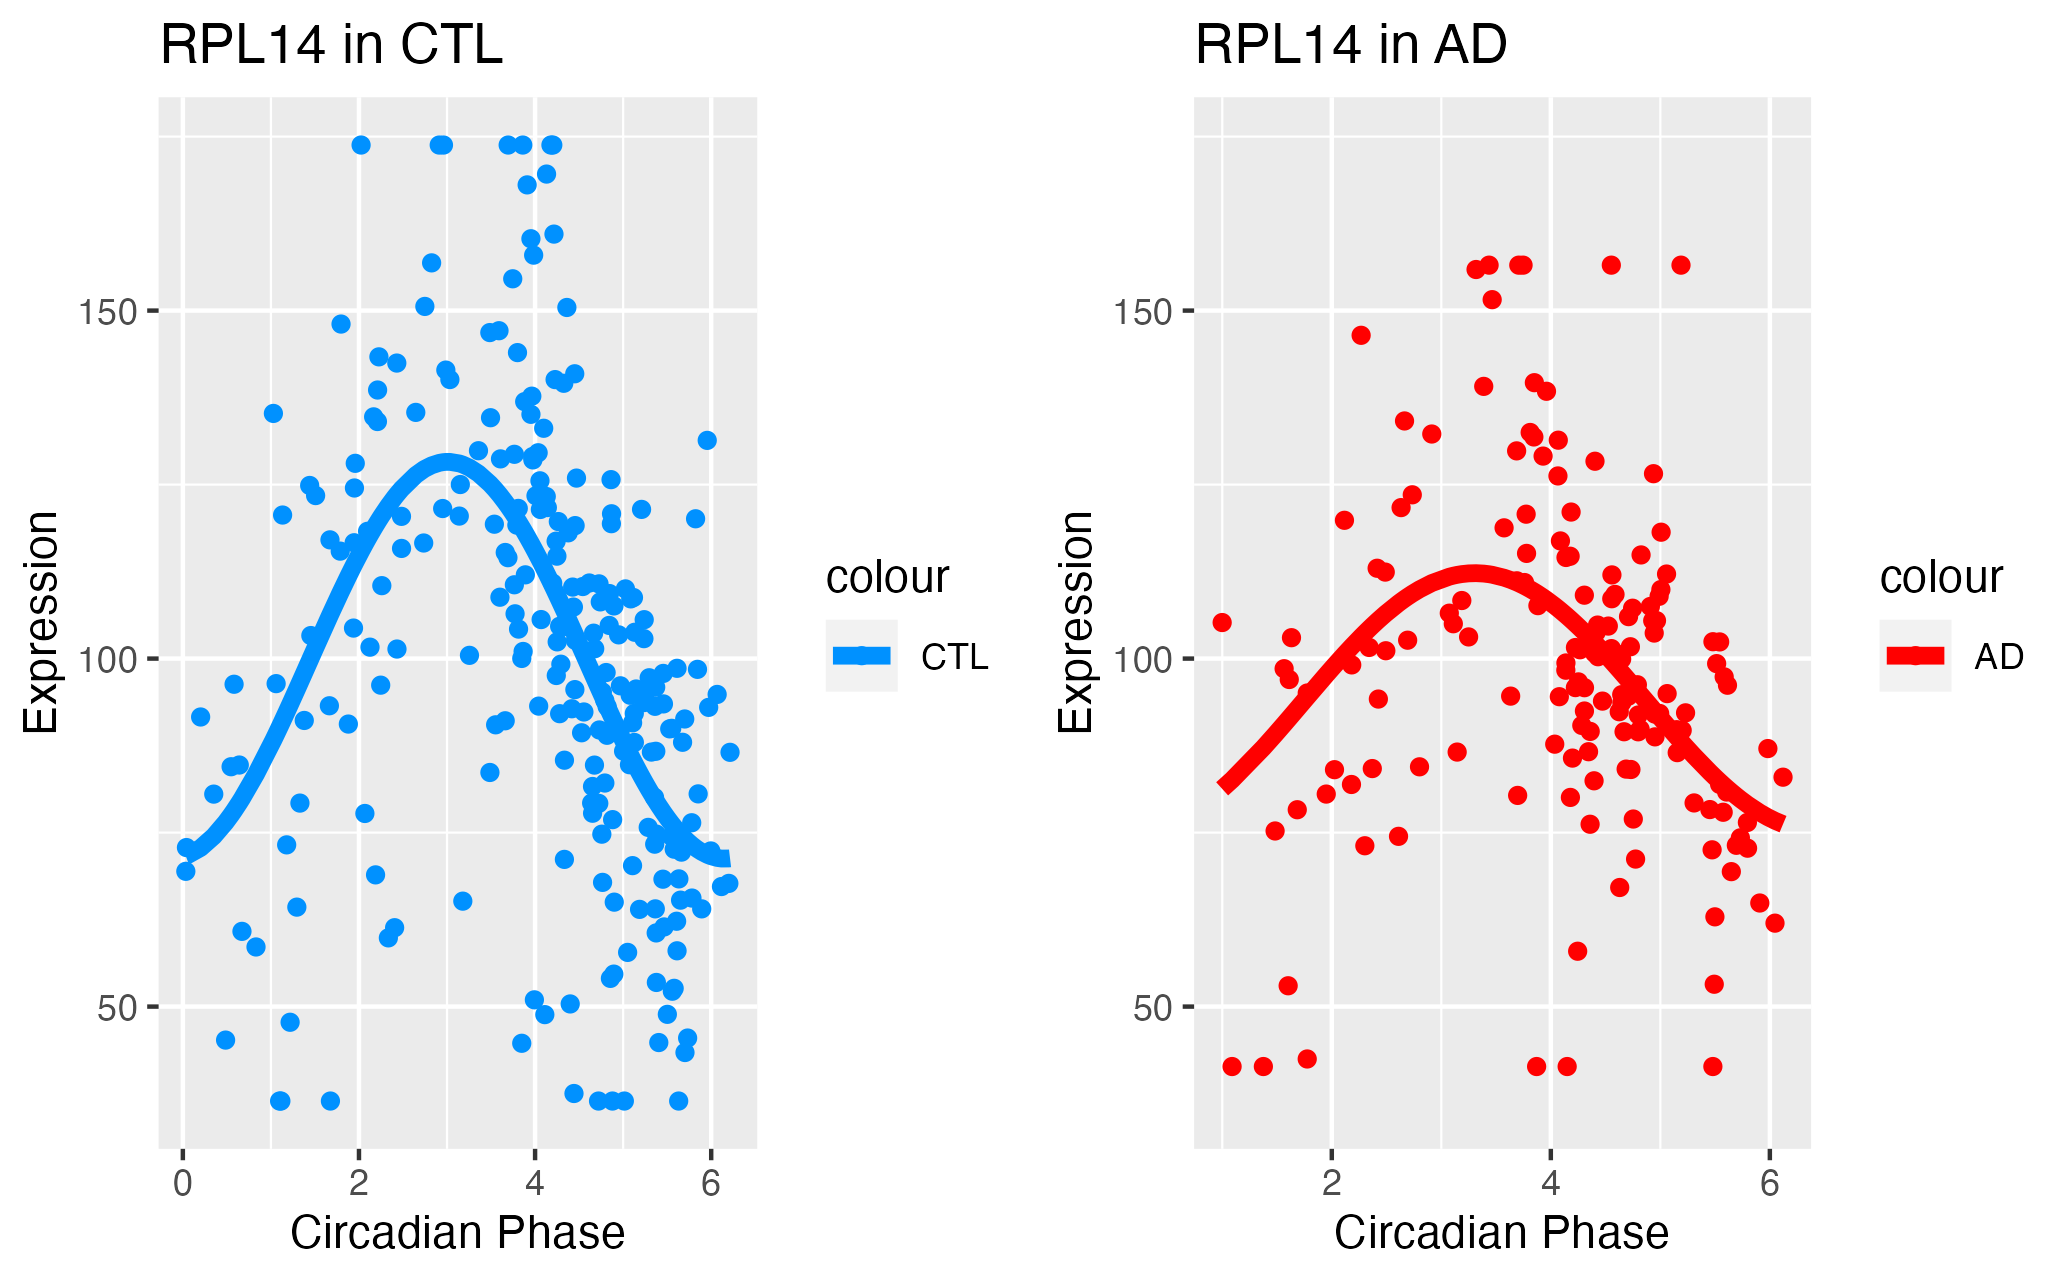 RPL14 in CTL
Expression
150
100
50
0 2 4 6
Circadian Phase
colour
CTL
RPL14 in AD
Expression
150
100
50
2 4 6
Circadian Phase
colour
AD